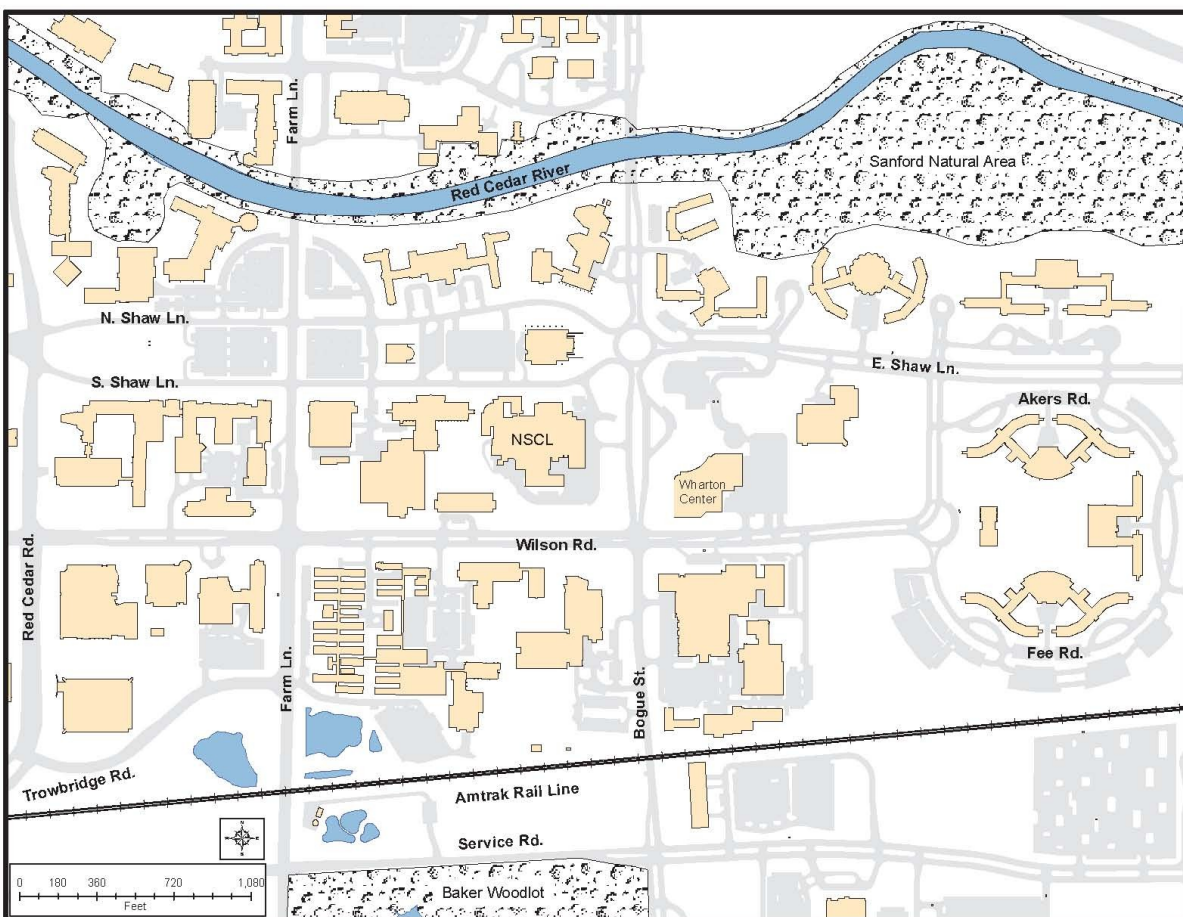 Farm Ln.
Red Cedar River
Sanford Natural Area
N. Shaw Ln.
S. Shaw Ln.
E. Shaw Ln.
Akers Rd.
NSCL
Wharton
Center
Wilson Rd.
Red Cedar Rd.
Farm Ln.
Bogue St.
Fee Rd.
Trowbridge Rd.
Amtrak Rail Line
Service Rd.
N
W E
S
0 180 360 720 1,080
Feet
Baker Woodlot